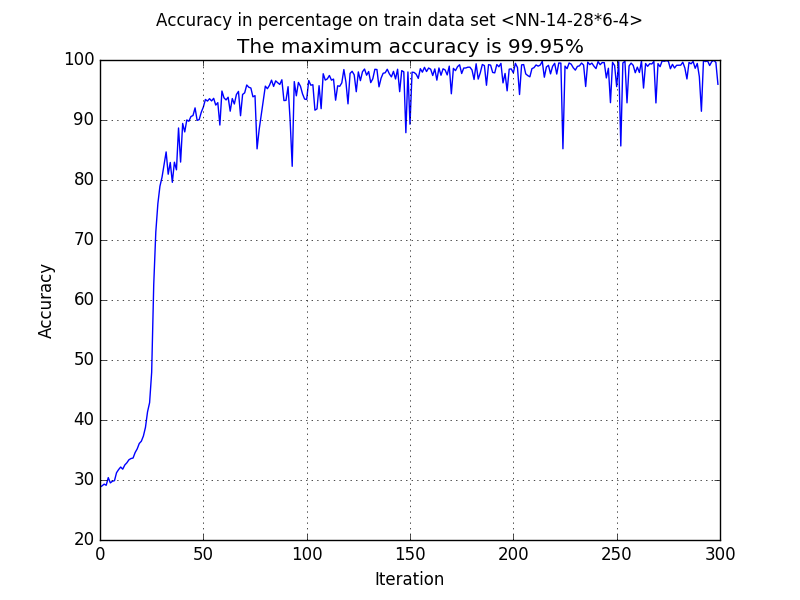 Accuracy in percentage on train data set <NN-14-28*6-4>
The maximum accuracy is 99.95%
100
90
80
70
60
50
40
30
20
Accuracy
0 50 100 150 200 250 300
Iteration